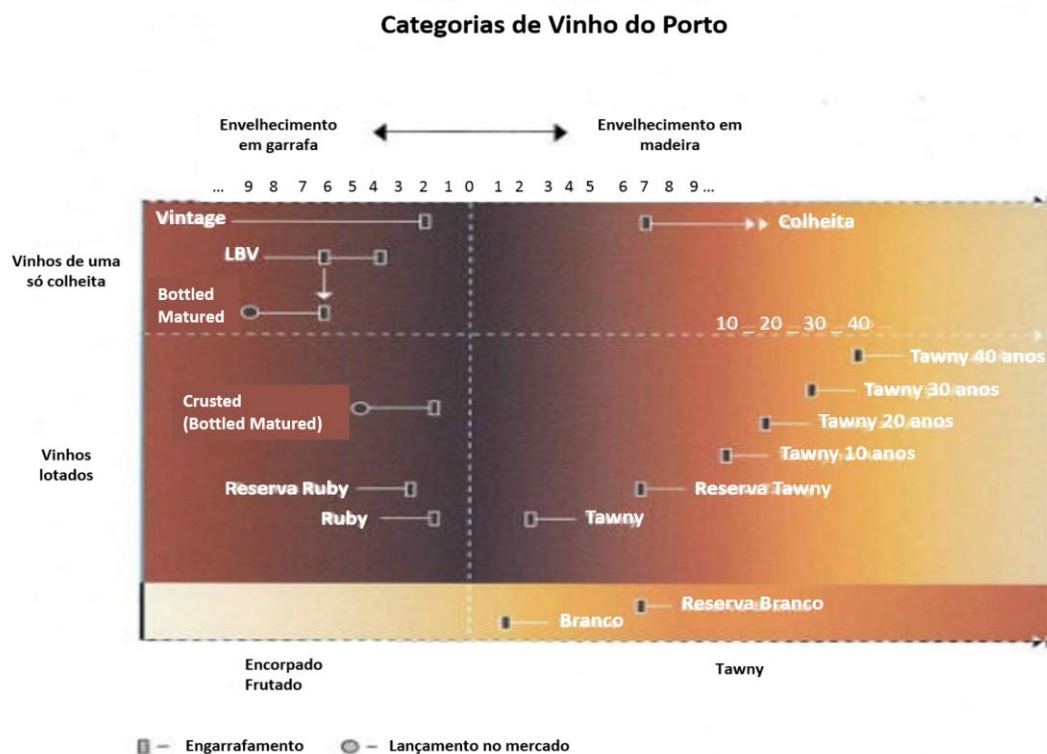 Categorias de Vinho do Porto
Envelhecimento
em garrafa
Envelhecimento em
madeira
... 9 8 7 6 5 4 3 2 1 0 1 2 3 4 5 6 7 8 9...
Vintage
Colheita
LBV
Vinhos de uma
só colheita
Bottled
Matured
10 _ 20 _ 30 _ 40
Tawny 40 anos
Tawny 30 anos
Crusted
(Bottled Matured)
Tawny 20 anos
Tawny 10 anos
Vinhos
lotados
Reserva Ruby
Reserva Tawny
Ruby
Tawny
Reserva Branco
Branco
Encorpado
Frutado
Tawny
– Engarrafamento
– Lançamento no mercado